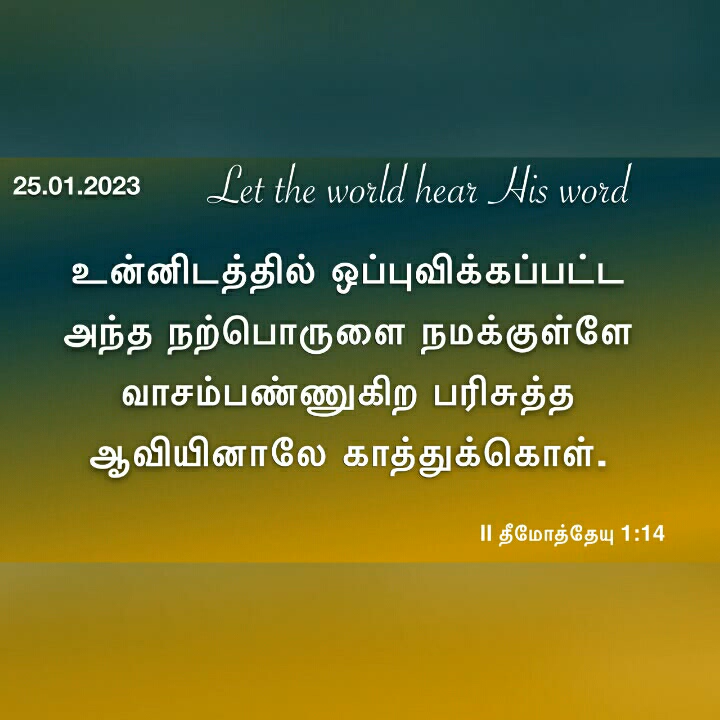 25.01.2023
Let the world hear His word
உன்னிடத்தில் ஒப்புவிக்கப்பட்ட
அந்த நற்பொருளை நமக்குள்ளே
வாசம்பண்ணுகிற பரிசுத்த
ஆவியினாலே காத்துக்கொள்.
II தீமோத்தேயு 1:14